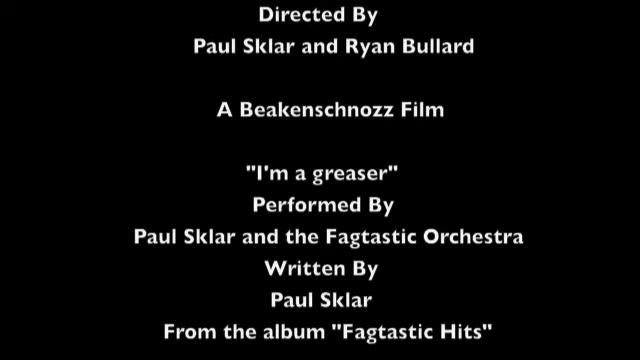 Directed By
Paul Sklar and Ryan Bullard
A Beakenschnozz Film
"I'm a greaser"
Performed By
Paul Sklar and the Fagtastic Orchestra
Written By
Paul Sklar
From the album "Fagtastic Hits"